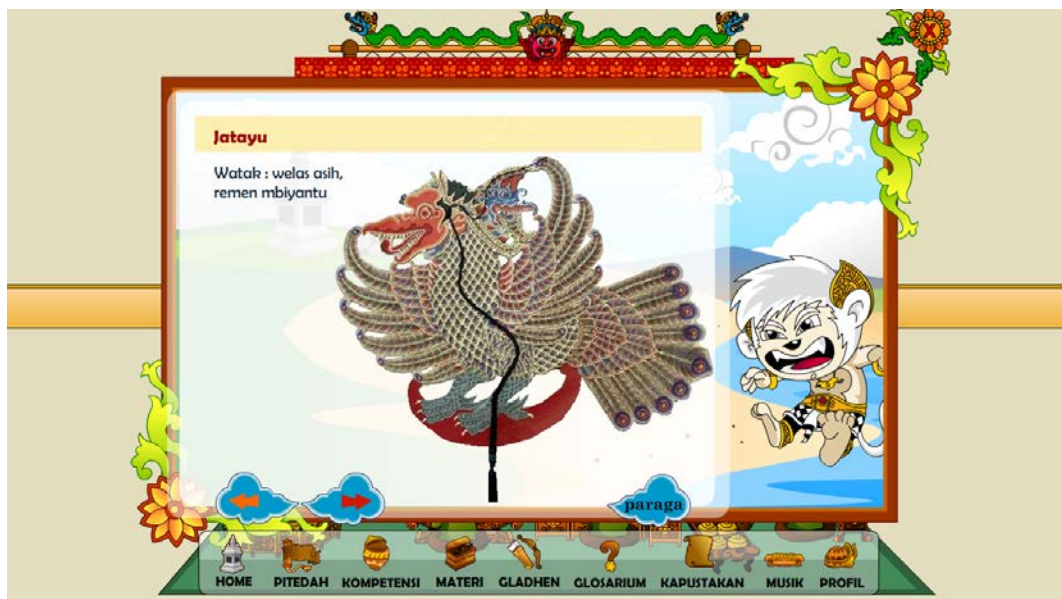 X
Jatayu
Watak : welas asih,
remen mbiyantu
paraga
HOME
PITEDAH
KOMPETENSI
MATERI
GLADHEN
GLOSARIUM
KAPUSTAKAN
MUSIK
PROFIL